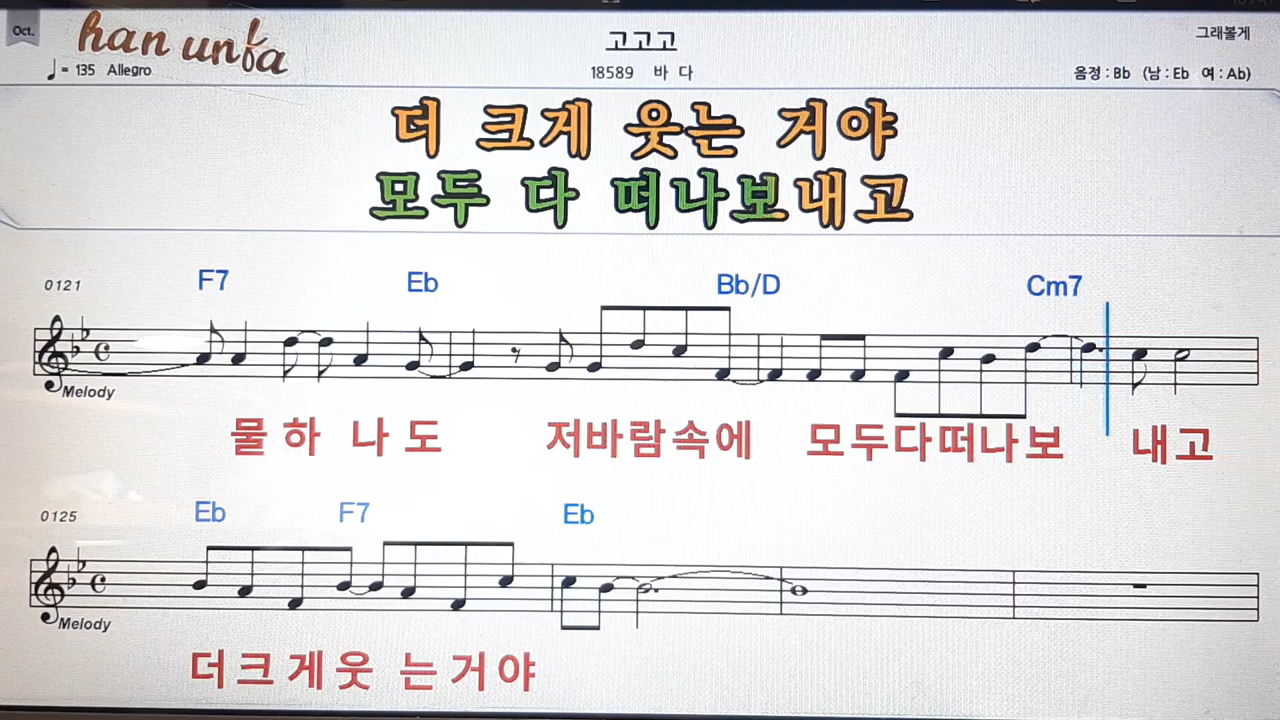 Oct.
han unba
고고고
그래볼게
♩= 135 Allegro
18589 바 다
음정 : Bb (남 : Eb 여 : Ab)
더 크게 웃는 거야
모두 다 떠나보내고
0121 F7 Eb Bb/D Cm7
Melody
물 하 나 도 저바람속에 모두다떠나보 내고
0125 Eb F7 Eb
Melody
더크게웃 는거야